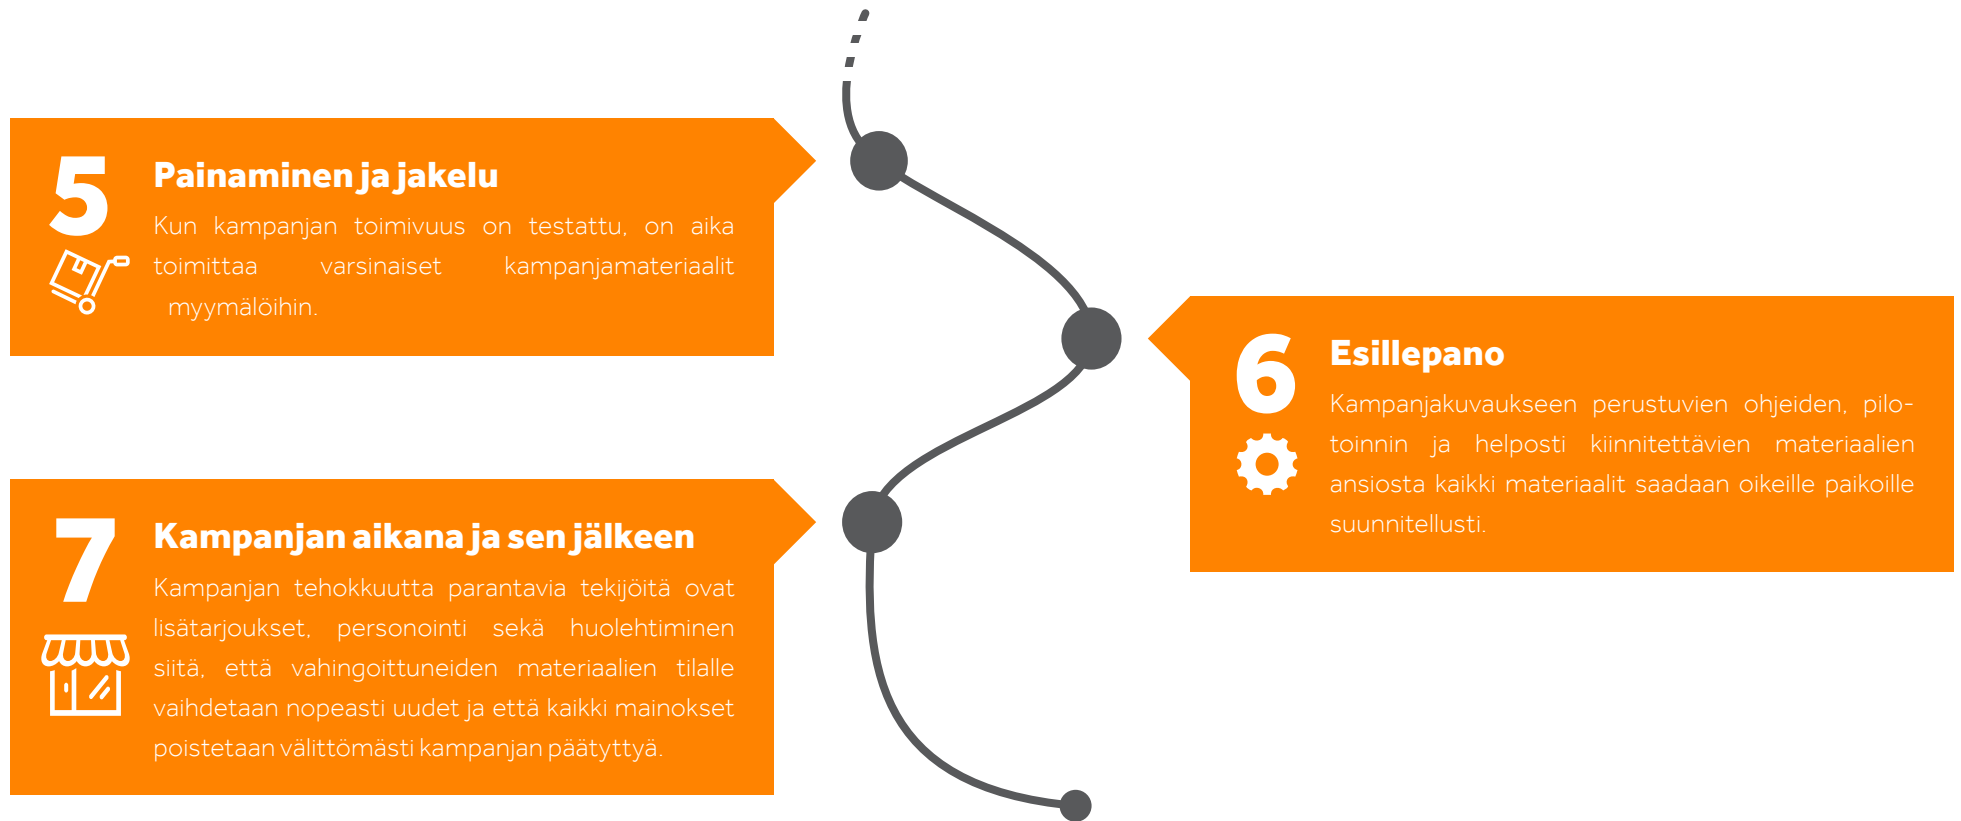 5
Painaminen ja jakelu
Kun kampanjan toimivuus on testattu, on aika
toimittaa varsinaiset kampanjamateriaalit
myymälöihin.
6
Esillepano
Kampanjakuvaukseen perustuvien ohjeiden, pilo-
toinnin ja helposti kiinnitettävien materiaalien
ansiosta kaikki materiaalit saadaan oikeille paikoille
suunnitellusti.
7
Kampanjan aikana ja sen jälkeen
Kampanjan tehokkuutta parantavia tekijöitä ovat
lisätarjoukset, personointi sekä huolehtiminen
siitä, että vahingoittuneiden materiaalien tilalle
vaihdetaan nopeasti uudet ja että kaikki mainokset
poistetaan välittömästi kampanjan päätyttyä.